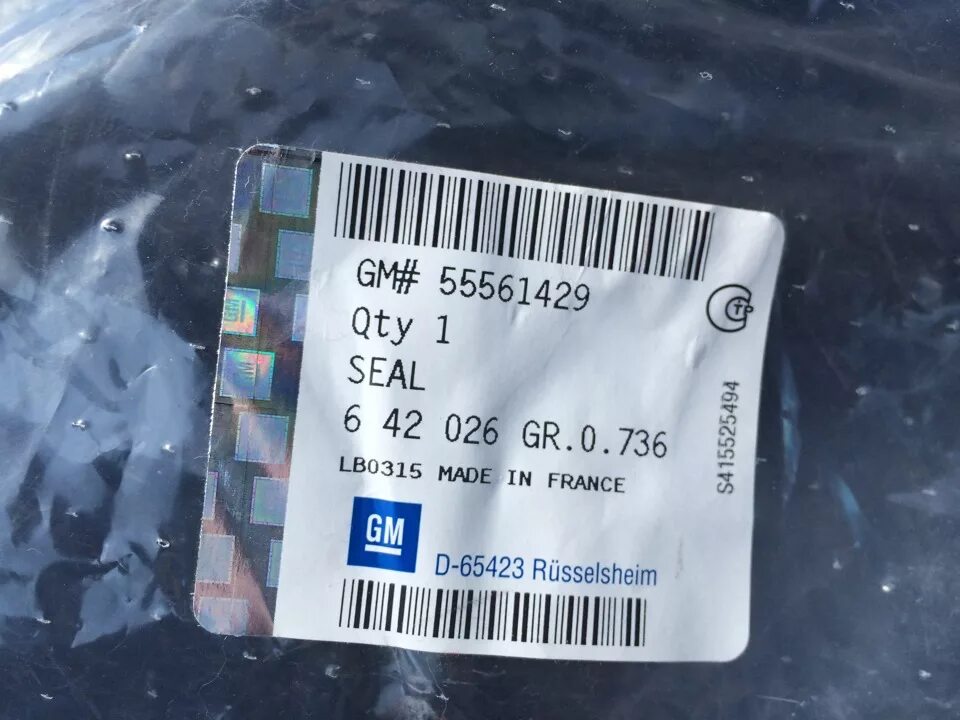 GM# 55561429
Qty 1
SEAL
6 42 026 GR.0.736
LB0315 MADE IN FRANCE
GM
D-65423 Rüsselsheim
S415525494